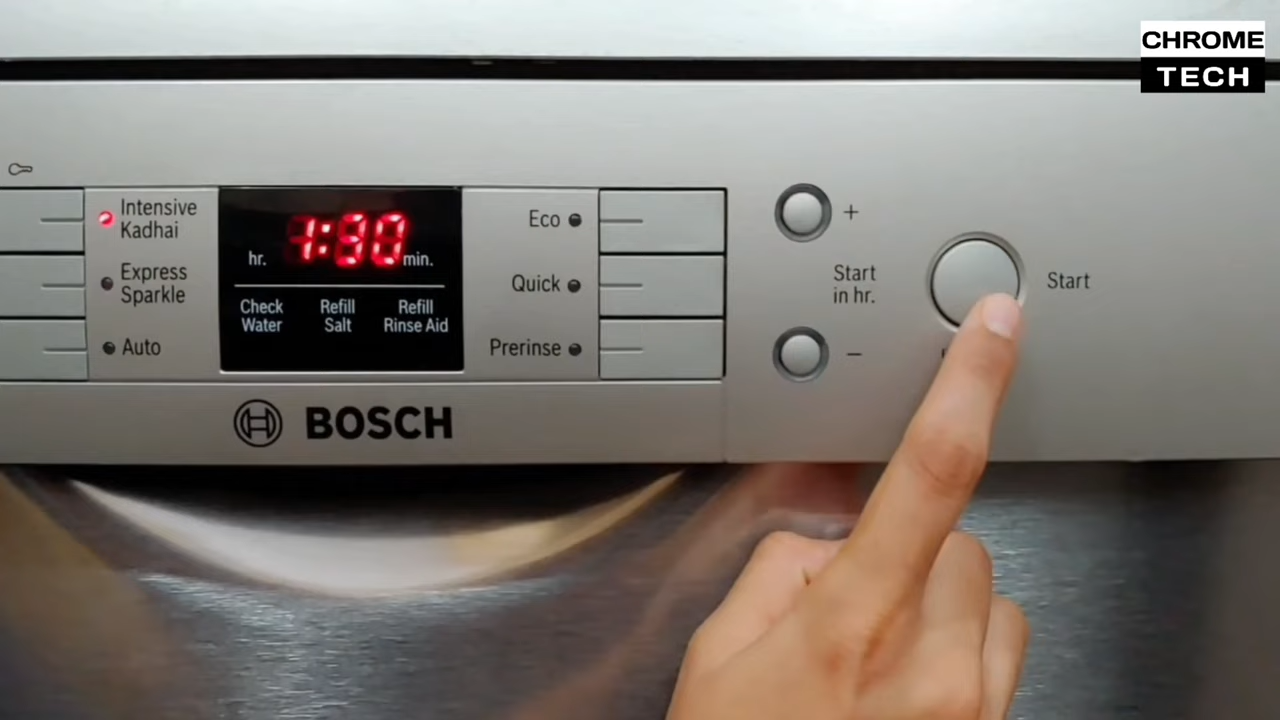 CHROME
TECH
Intensive
Kadhai
Express
Sparkle
Auto
1:30
hr. min.
Check
Water
Refill
Salt
Refill
Rinse Aid
Eco
Quick
Prerinse
+
Start
in hr.
−
Start
BOSCH